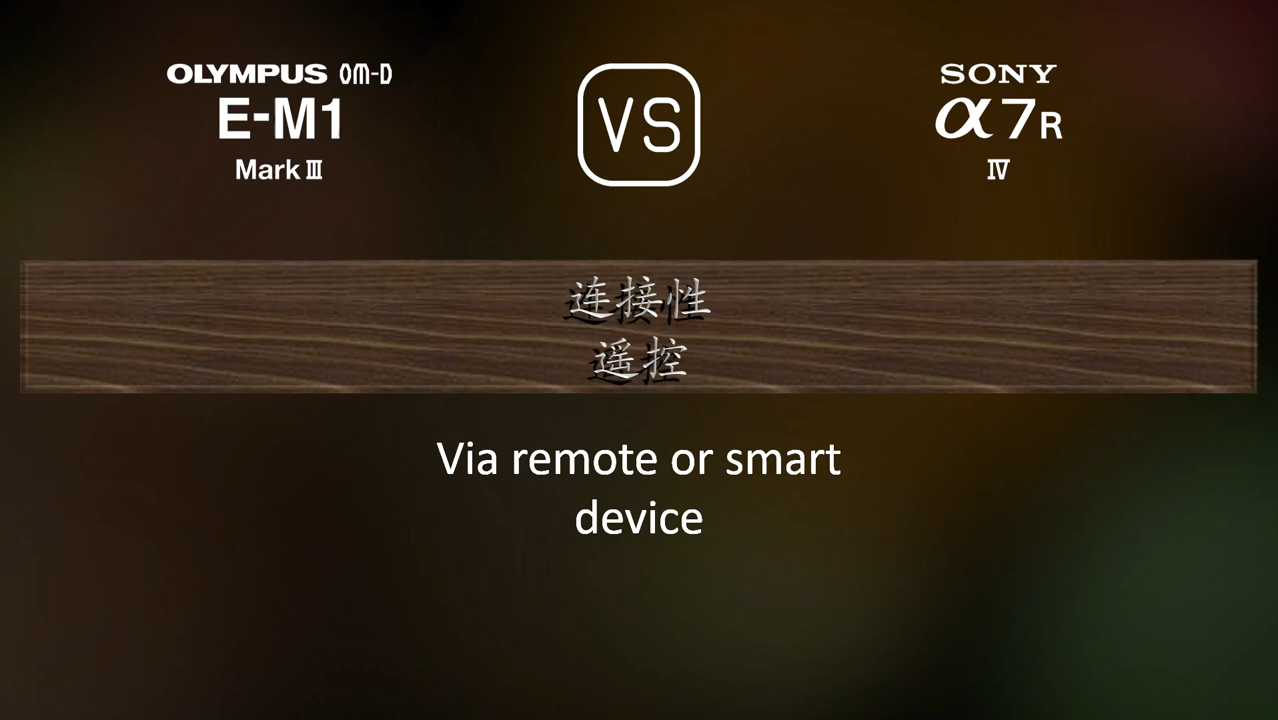 OLYMPUS OM-D
E-M1
Mark III
VS
SONY
α7R
IV
连接性
遥控
Via remote or smart
device